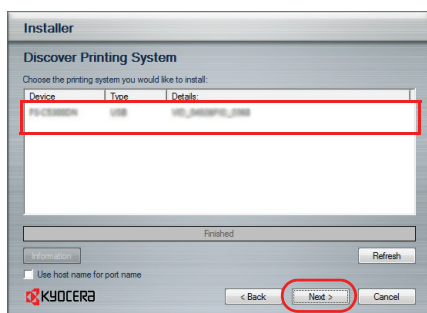 Installer
Discover Printing System
Choose the printing system you would like to install:
Device Type Details:
USB
Finished
Information Refresh
Use host name for port name
KYOCERA < Back Next > Cancel